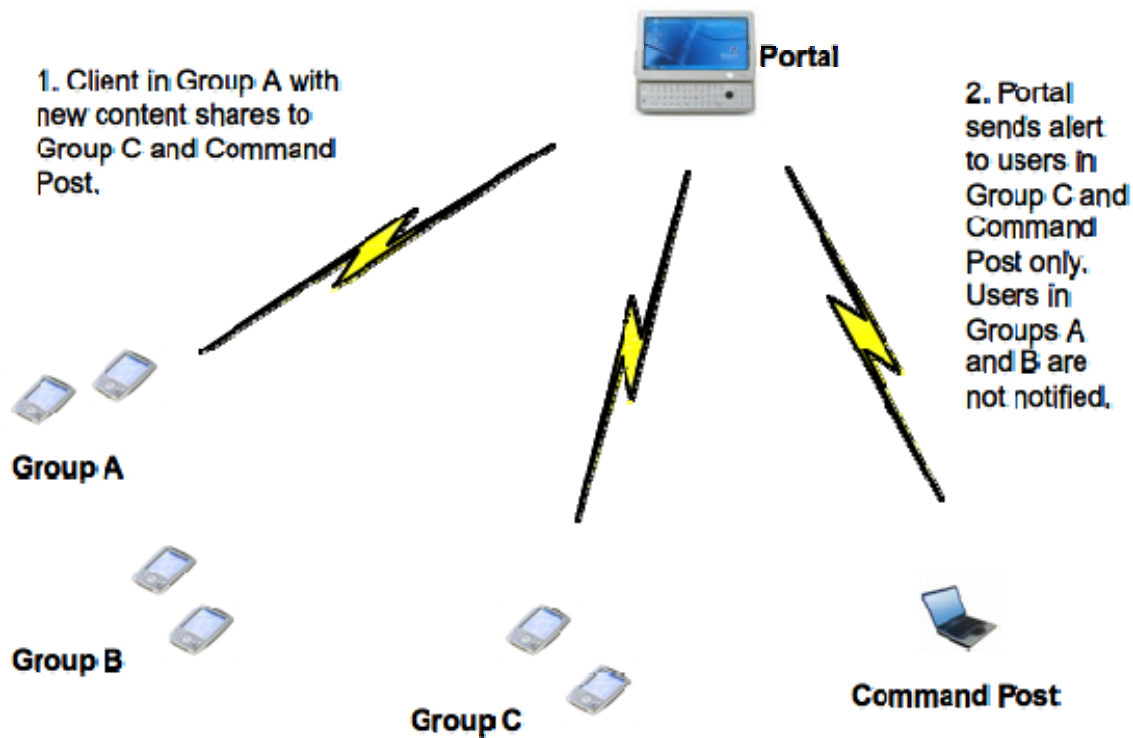 Portal
1. Client in Group A with
new content shares to
Group C and Command
Post.
2. Portal
sends alert
to users in
Group C and
Command
Post only.
Users in
Groups A
and B are
not notified.
Group A
Group B
Group C
Command Post